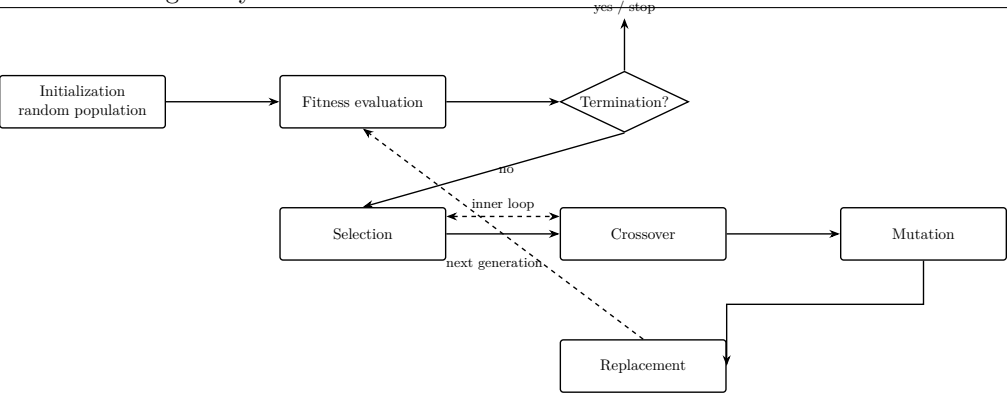 yes / stop
Initialization
random population
Fitness evaluation
Termination?
no
inner loop
Selection
Crossover
Mutation
next generation
Replacement